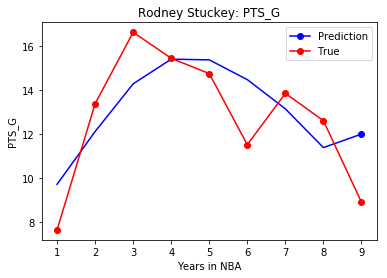 Rodney Stuckey: PTS_G
Prediction
True
PTS_G
16
14
12
10
8
1 2 3 4 5 6 7 8 9
Years in NBA